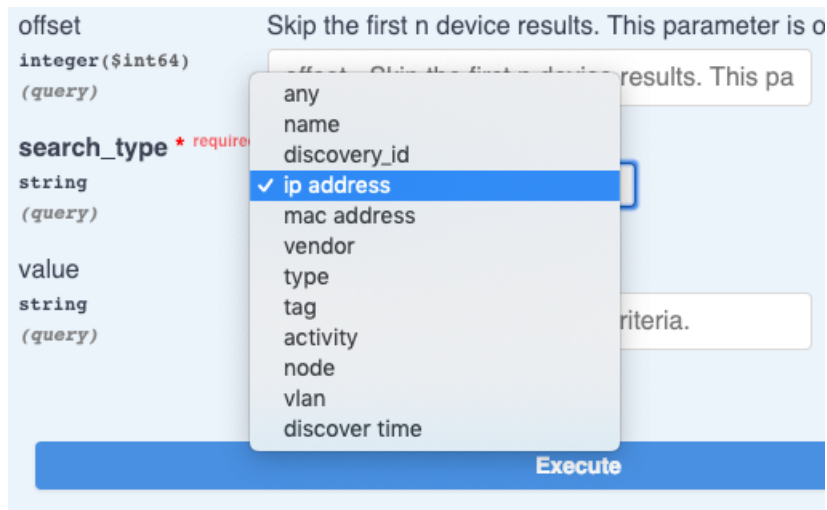 offset
Skip the first n device results. This parameter is o
integer($int64)
(query)
results. This pa
any
name
search_type * require
discovery_id
string
ip address
(query)
mac address
vendor
value
type
string
tag
riteria.
(query)
activity
node
vlan
discover time
Execute